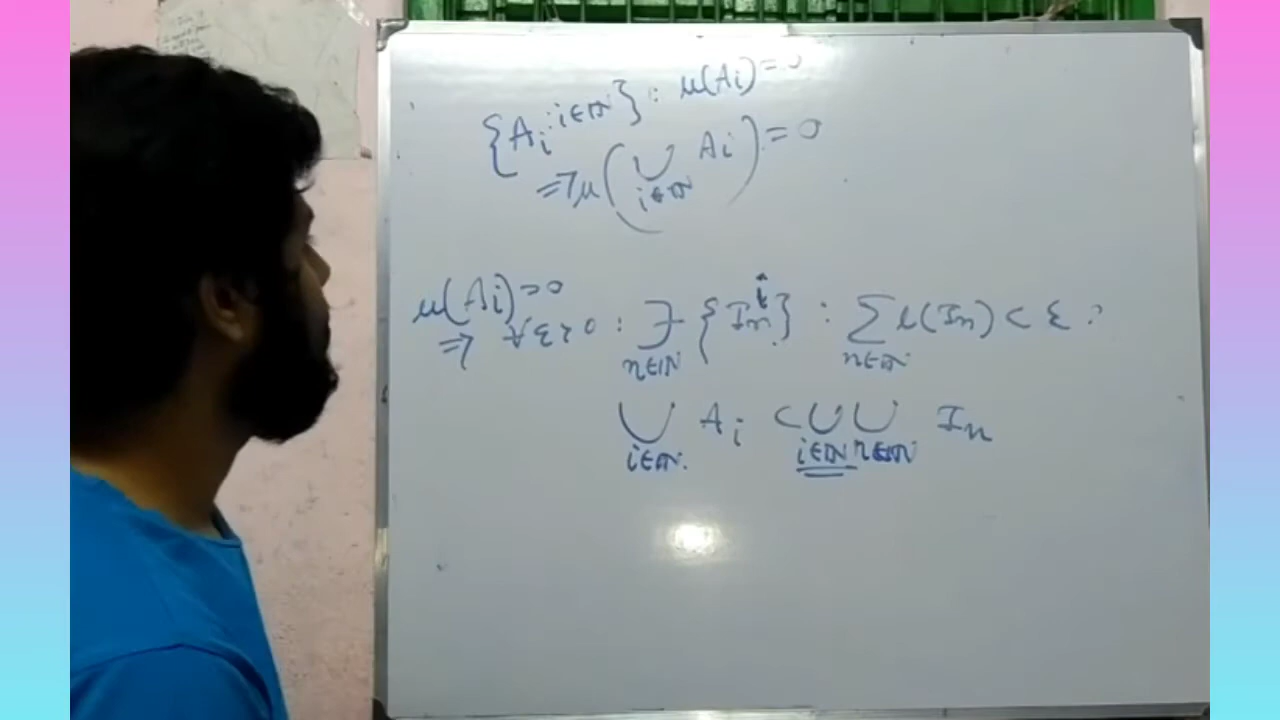 {Aᵢ : i∈ℕ} : μ(Aᵢ) = 0
⇒ μ(∪_{i∈ℕ} Aᵢ) = 0
μ(Aᵢ) = 0
⇒ ∀ε>0 : ∃_{n∈ℕ} {Iₙⁱ} : ∑_{n∈ℕ} l(Iₙ) < ε :
∪_{i∈ℕ} Aᵢ ⊂ ∪_{i∈ℕ} ∪_{n∈ℕ} Iₙ